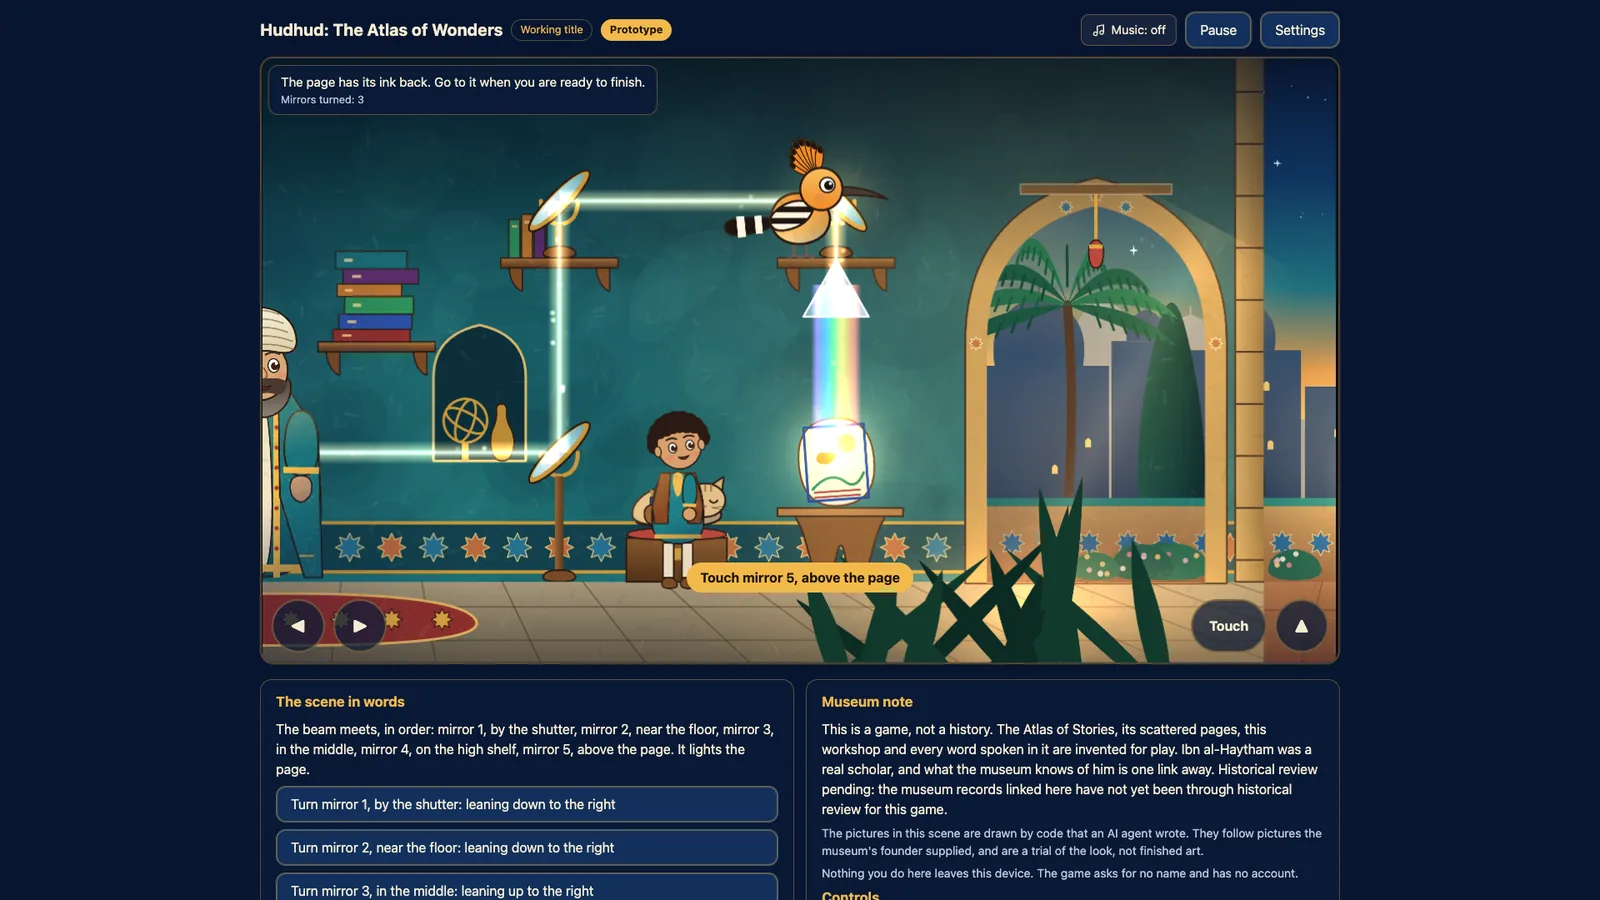 Hudhud: The Atlas of Wonders
Working title
Prototype
Music: off
Pause
Settings
The page has its ink back. Go to it when you are ready to finish.
Mirrors turned: 3
Touch mirror 5, above the page
Touch
The scene in words
The beam meets, in order: mirror 1, by the shutter, mirror 2, near the floor, mirror 3,
in the middle, mirror 4, on the high shelf, mirror 5, above the page. It lights the
page.
Turn mirror 1, by the shutter: leaning down to the right
Turn mirror 2, near the floor: leaning down to the right
Turn mirror 3, in the middle: leaning up to the right
Museum note
This is a game, not a history. The Atlas of Stories, its scattered pages, this
workshop and every word spoken in it are invented for play. Ibn al-Haytham was a
real scholar, and what the museum knows of him is one link away. Historical review
pending: the museum records linked here have not yet been through historical
review for this game.
The pictures in this scene are drawn by code that an AI agent wrote. They follow pictures the
museum's founder supplied, and are a trial of the look, not finished art.
Nothing you do here leaves this device. The game asks for no name and has no account.
Controls